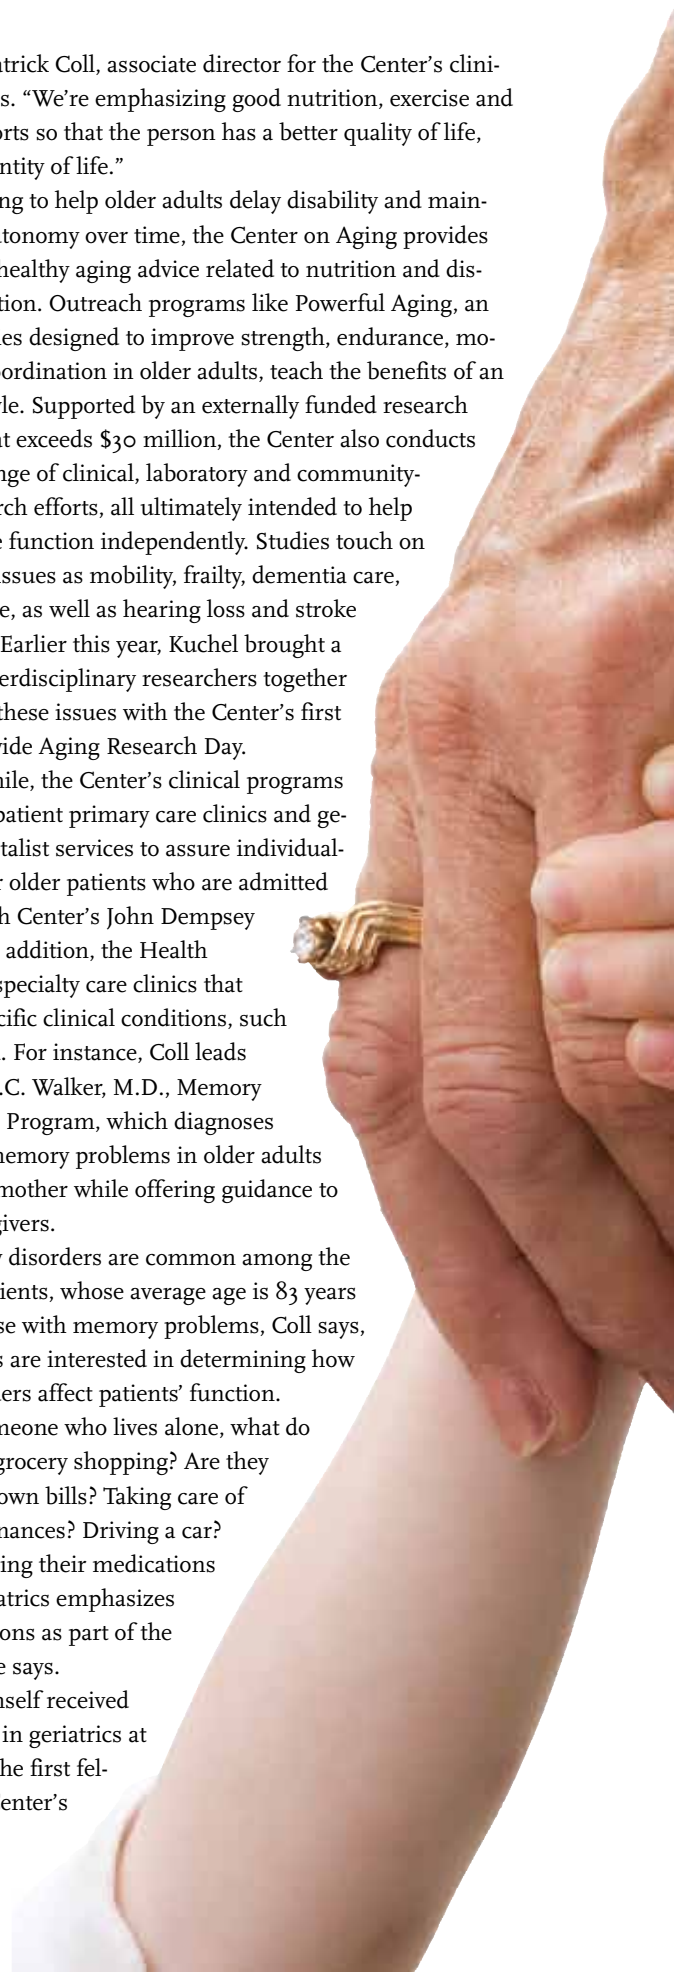 trick Coll, associate director for the Center's clini-
s. “We're emphasizing good nutrition, exercise and
orts so that the person has a better quality of life,
ntity of life.”
ng to help older adults delay disability and main-
tonomy over time, the Center on Aging provides
healthy aging advice related to nutrition and dis-
tion. Outreach programs like Powerful Aging, an
es designed to improve strength, endurance, mo-
ordination in older adults, teach the benefits of an
le. Supported by an externally funded research
t exceeds $30 million, the Center also conducts
nge of clinical, laboratory and community-
rch efforts, all ultimately intended to help
e function independently. Studies touch on
issues as mobility, frailty, dementia care,
e, as well as hearing loss and stroke
Earlier this year, Kuchel brought a
erdisciplinary researchers together
these issues with the Center's first
vide Aging Research Day.
ile, the Center's clinical programs
patient primary care clinics and ge-
talist services to assure individual-
r older patients who are admitted
h Center's John Dempsey
addition, the Health
specialty care clinics that
cific clinical conditions, such
. For instance, Coll leads
.C. Walker, M.D., Memory
Program, which diagnoses
nemory problems in older adults
mother while offering guidance to
givers.
y disorders are common among the
ients, whose average age is 83 years
se with memory problems, Coll says,
s are interested in determining how
ers affect patients' function.
meone who lives alone, what do
grocery shopping? Are they
own bills? Taking care of
nances? Driving a car?
ing their medications
atrics emphasizes
ons as part of the
e says.
nself received
in geriatrics at
he first fel-
enter's